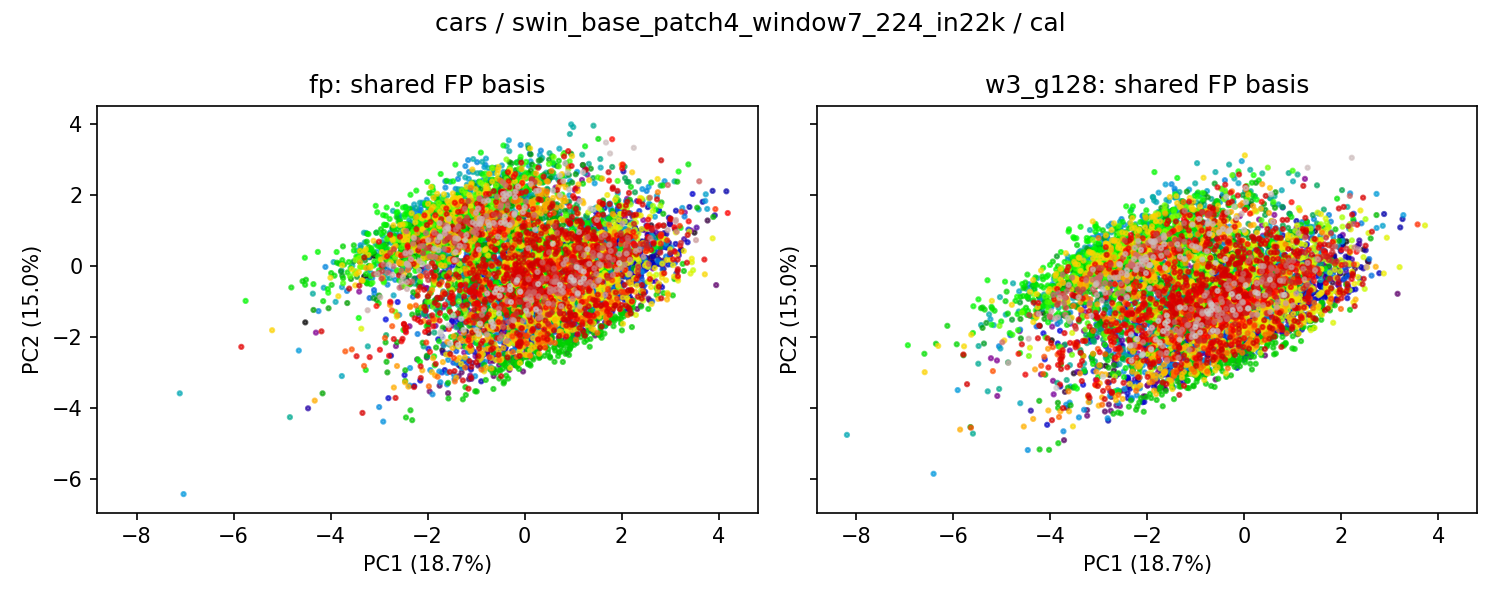 cars / swin_base_patch4_window7_224_in22k / cal
fp: shared FP basis
w3_g128: shared FP basis
4
2
0
−2
−4
−6
PC2 (15.0%)
PC2 (15.0%)
−8 −6 −4 −2 0 2 4
−8 −6 −4 −2 0 2 4
PC1 (18.7%)
PC1 (18.7%)